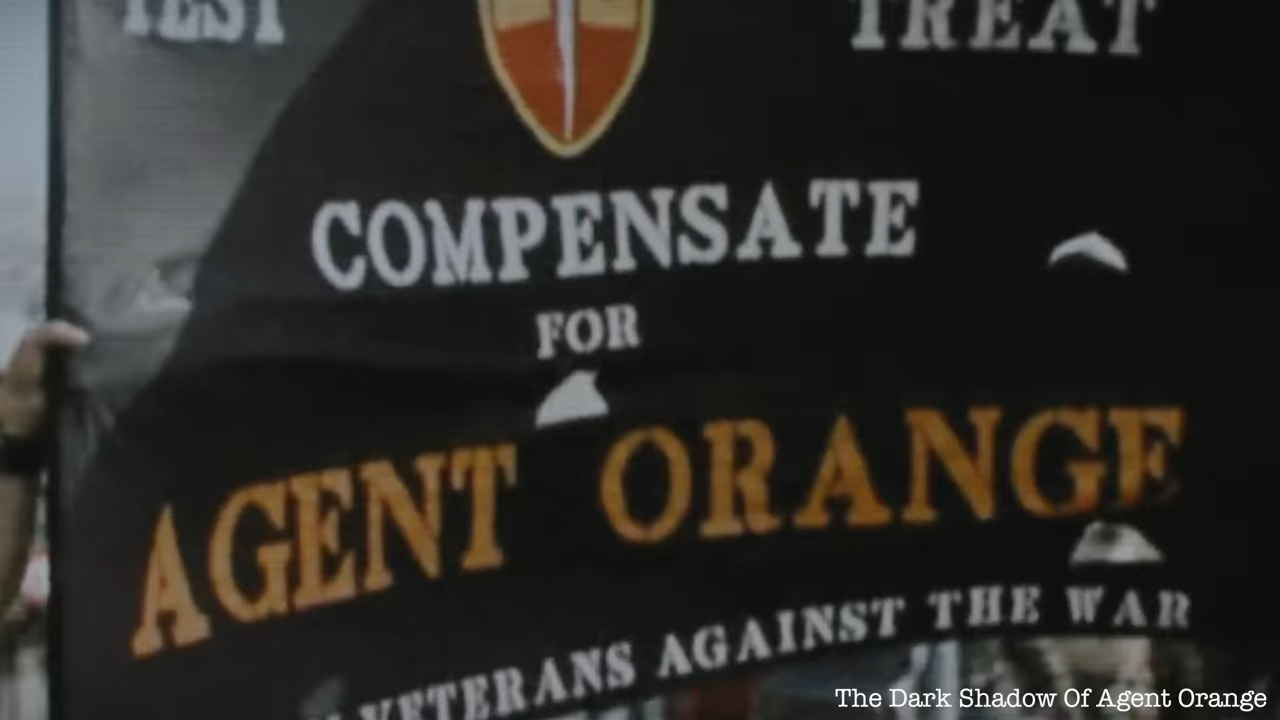 TEST TREAT
COMPENSATE
FOR
AGENT ORANGE
VETERANS AGAINST THE WAR
The Dark Shadow Of Agent Orange